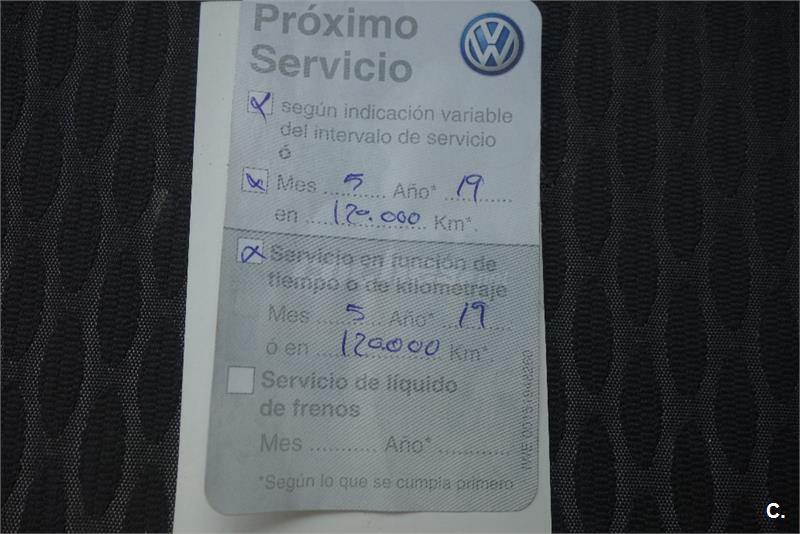 Próximo
Servicio
según indicación variable
del intervalo de servicio
ó
Mes ...5... Año* ...19...
en ...120.000... Km*.
Servicio en función de
tiempo o de kilometraje
Mes ...5... Año* ...19...
ó en ...120000... Km*
Servicio de líquido
de frenos
Mes ........... Año* ............
*Según lo que se cumpla primero
C.